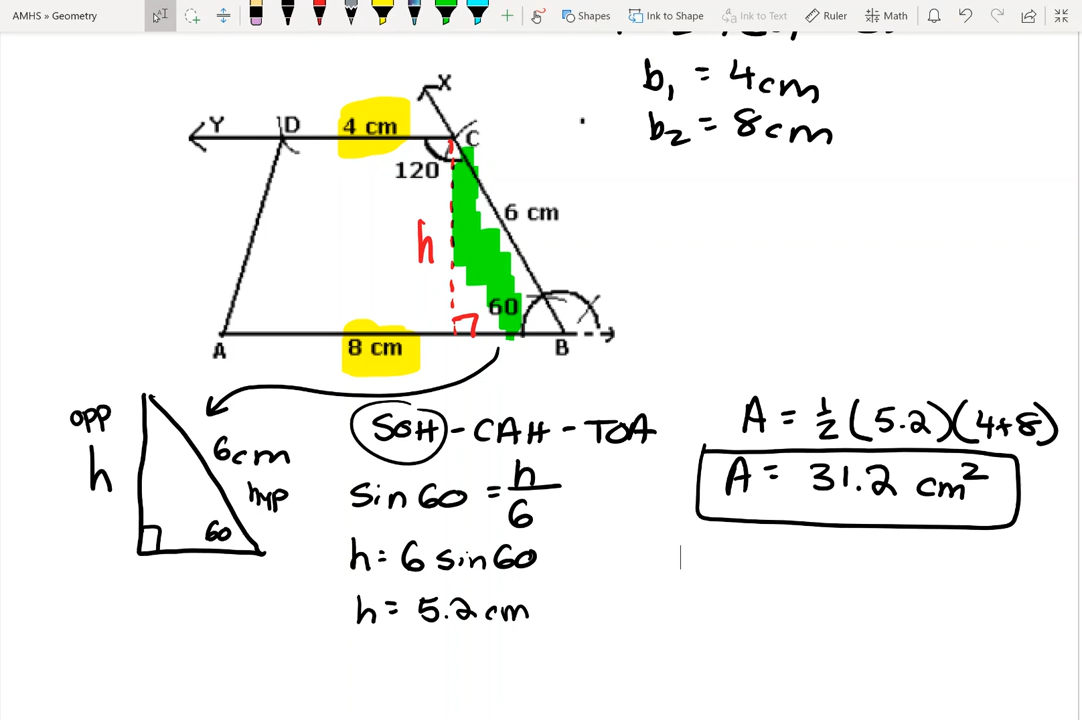 AMHS » Geometry
Shapes
Ink to Shape
Ink to Text
Ruler
Math
b₁ = 4cm
b₂ = 8cm
X
Y
D
4 cm
C
120
h
6 cm
60
A
8 cm
B
opp
h
6cm
hyp
60
SOH-CAH-TOA
sin 60 = h/6
h = 6 sin60
h = 5.2 cm
A = ½ (5.2)(4+8)
A = 31.2 cm²